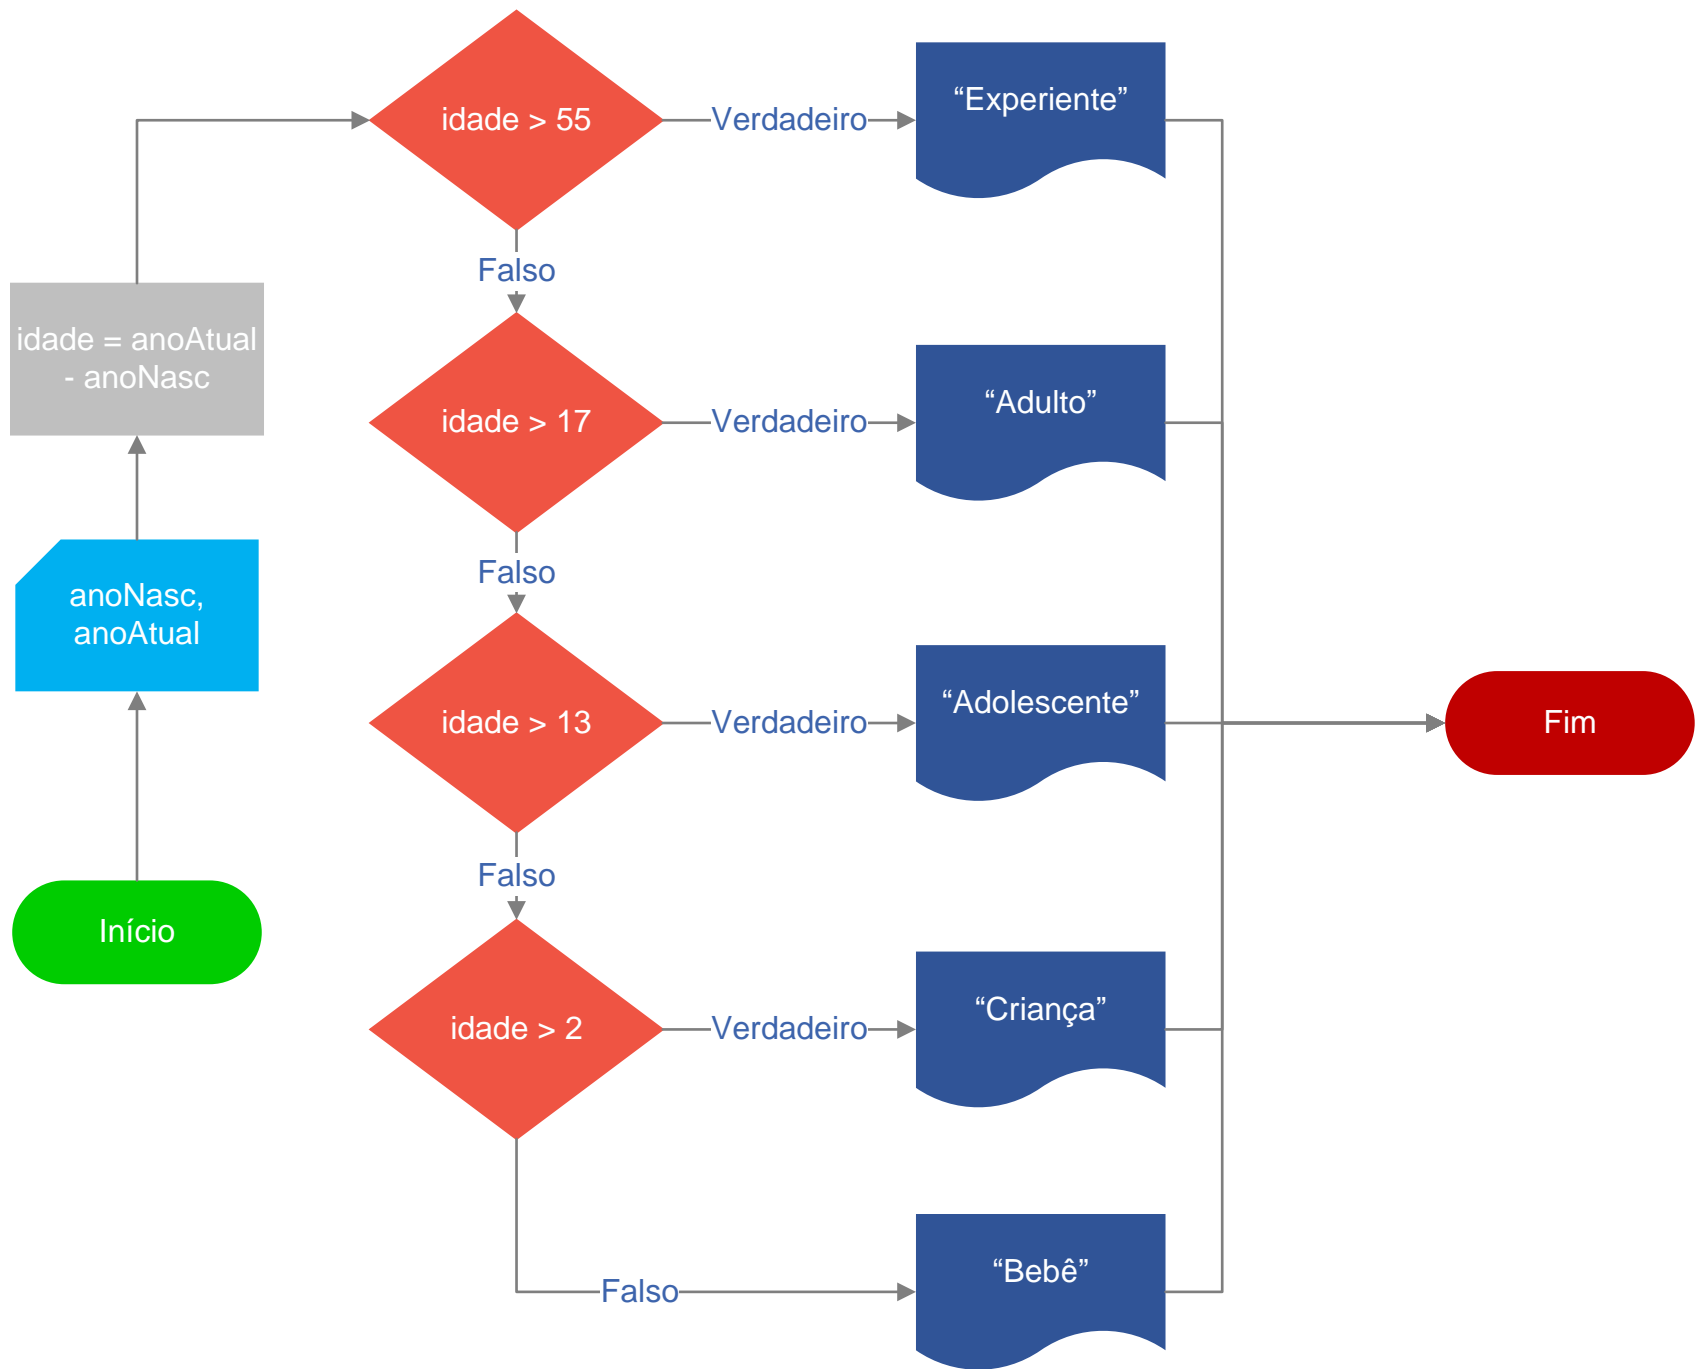 Início
anoNasc,
anoAtual
idade = anoAtual
- anoNasc
idade > 55
Verdadeiro
“Experiente”
Falso
idade > 17
Verdadeiro
“Adulto”
Falso
idade > 13
Verdadeiro
“Adolescente”
Falso
idade > 2
Verdadeiro
“Criança”
Falso
“Bebê”
Fim